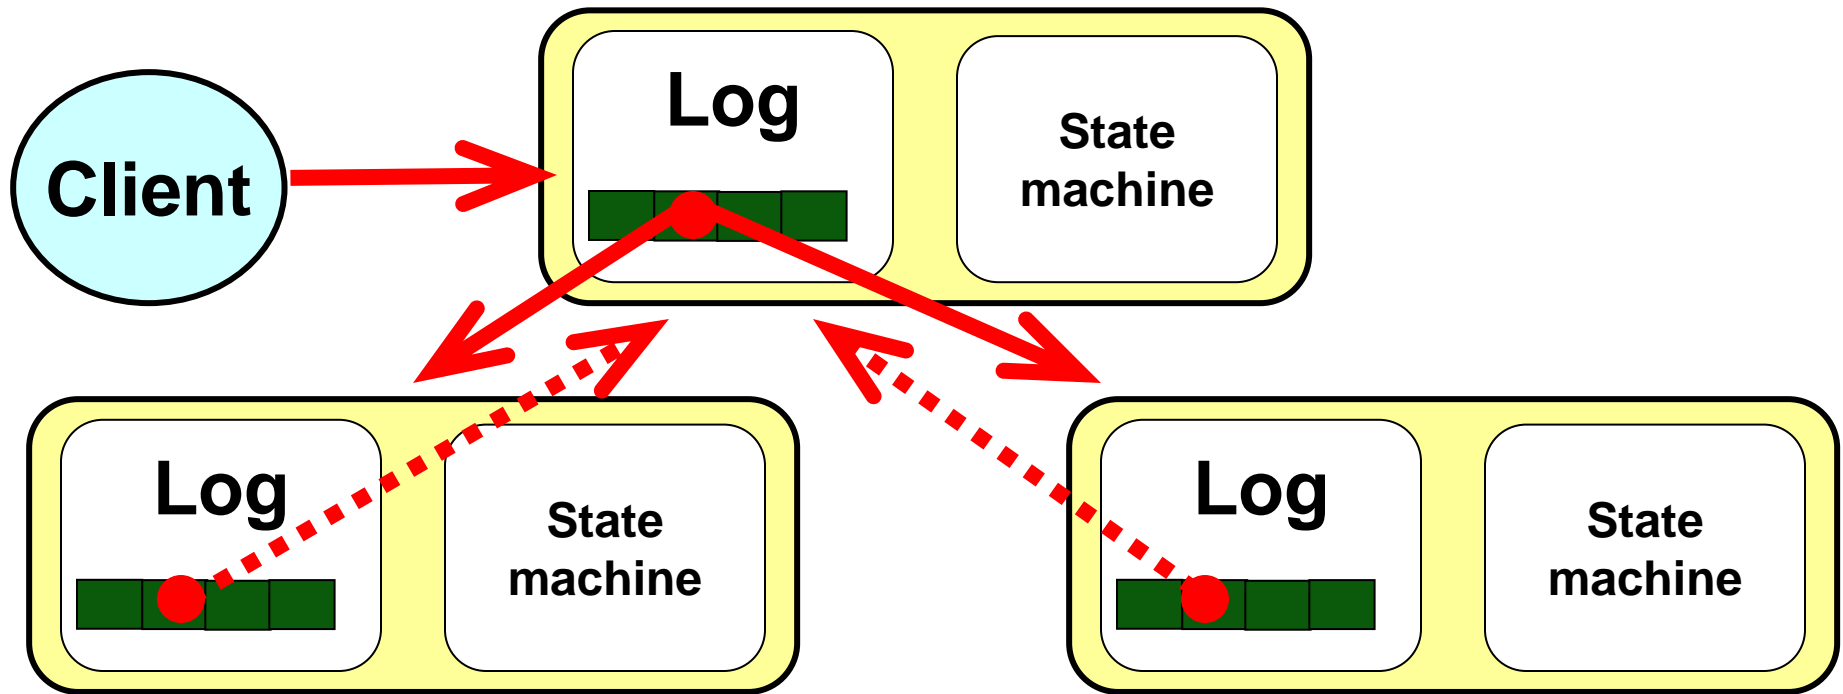 Client
Log
State
machine
Log
State
machine
Log
State
machine